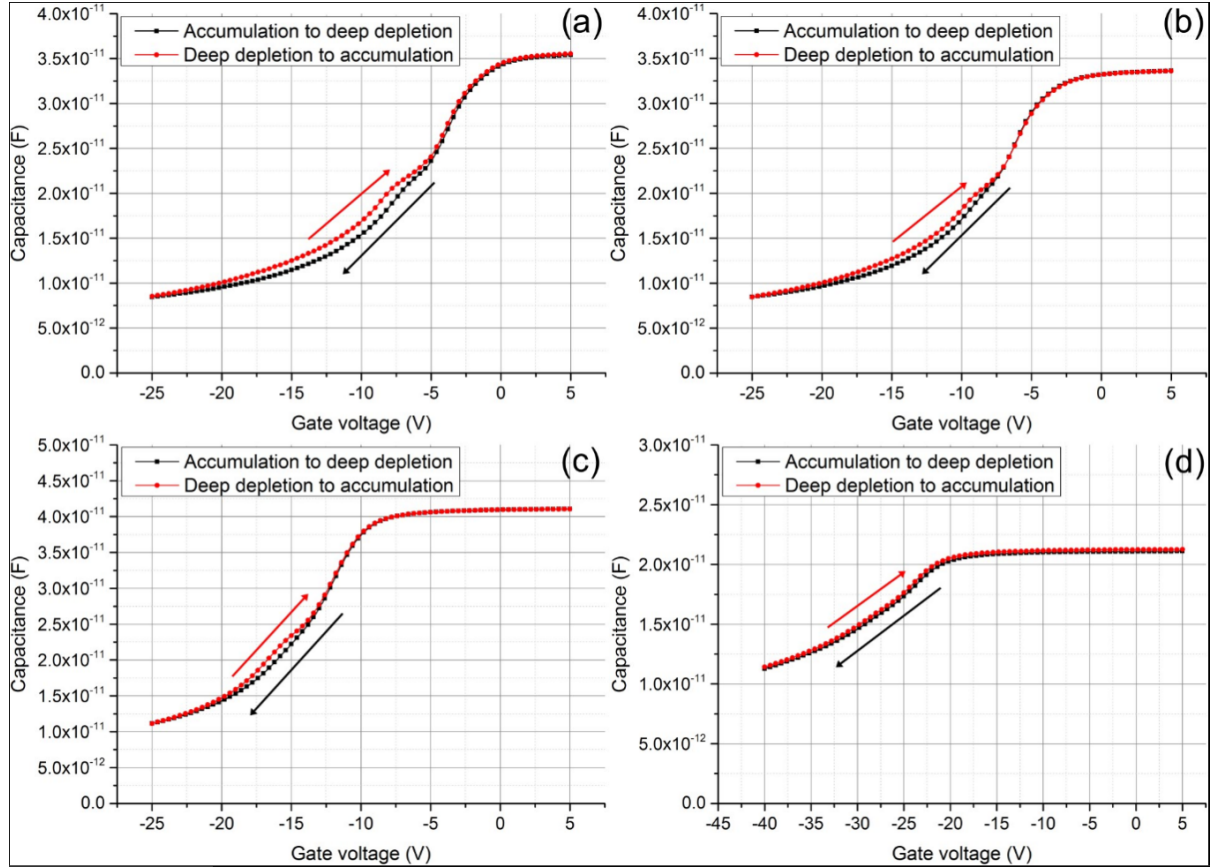 (a)
Accumulation to deep depletion
Deep depletion to accumulation
4.0x10⁻¹¹
3.5x10⁻¹¹
3.0x10⁻¹¹
2.5x10⁻¹¹
2.0x10⁻¹¹
1.5x10⁻¹¹
1.0x10⁻¹¹
5.0x10⁻¹²
0.0
Capacitance (F)
-25 -20 -15 -10 -5 0 5
Gate voltage (V)
(b)
Accumulation to deep depletion
Deep depletion to accumulation
4.0x10⁻¹¹
3.5x10⁻¹¹
3.0x10⁻¹¹
2.5x10⁻¹¹
2.0x10⁻¹¹
1.5x10⁻¹¹
1.0x10⁻¹¹
5.0x10⁻¹²
0.0
Capacitance (F)
-25 -20 -15 -10 -5 0 5
Gate voltage (V)
(c)
Accumulation to deep depletion
Deep depletion to accumulation
5.0x10⁻¹¹
4.5x10⁻¹¹
4.0x10⁻¹¹
3.5x10⁻¹¹
3.0x10⁻¹¹
2.5x10⁻¹¹
2.0x10⁻¹¹
1.5x10⁻¹¹
1.0x10⁻¹¹
5.0x10⁻¹²
0.0
Capacitance (F)
-25 -20 -15 -10 -5 0 5
Gate voltage (V)
(d)
Accumulation to deep depletion
Deep depletion to accumulation
3.0x10⁻¹¹
2.5x10⁻¹¹
2.0x10⁻¹¹
1.5x10⁻¹¹
1.0x10⁻¹¹
5.0x10⁻¹²
0.0
Capacitance (F)
-45 -40 -35 -30 -25 -20 -15 -10 -5 0 5
Gate voltage (V)